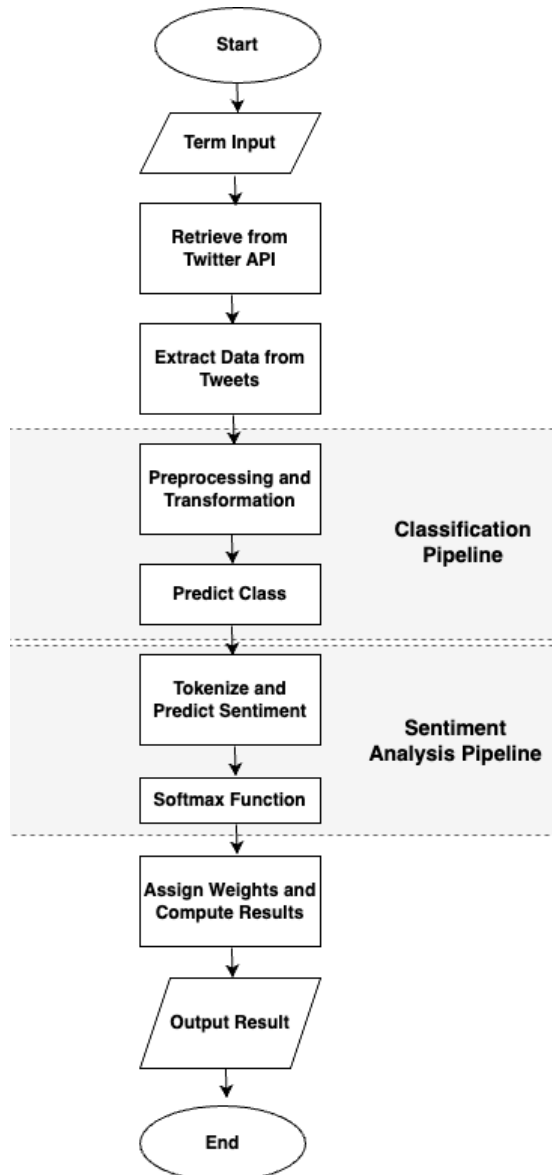 Start
Term Input
Retrieve from
Twitter API
Extract Data from
Tweets
Preprocessing and
Transformation
Classification
Pipeline
Predict Class
Tokenize and
Predict Sentiment
Sentiment
Analysis Pipeline
Softmax Function
Assign Weights and
Compute Results
Output Result
End